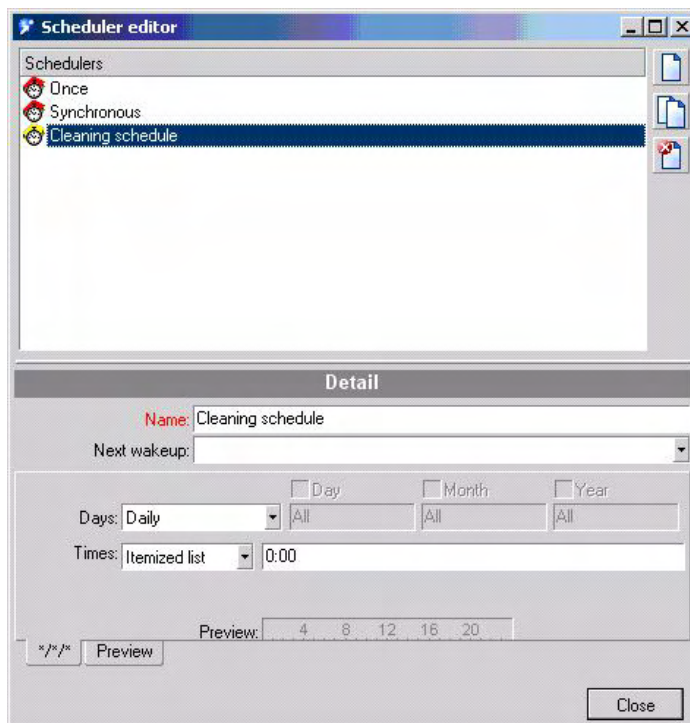 Scheduler editor
Schedulers
Once
Synchronous
Cleaning schedule
Detail
Name: Cleaning schedule
Next wakeup:
Day Month Year
Days: Daily All All All
Times: Itemized list 0:00
Preview: 4 8 12 16 20
*/*/* Preview
Close